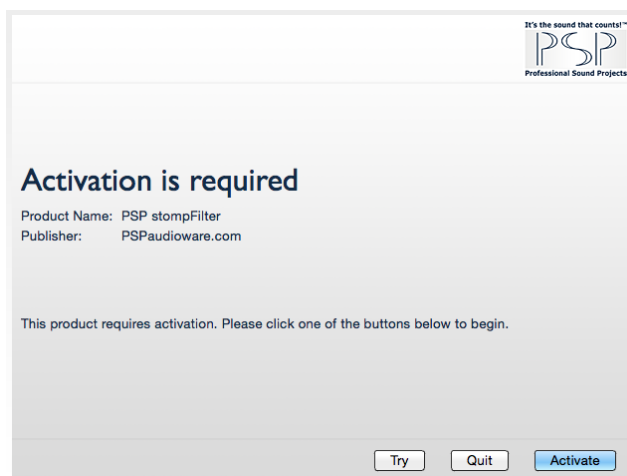 It's the sound that counts!™
PSP
Professional Sound Projects
Activation is required
Product Name: PSP stompFilter
Publisher: PSPaudioware.com
This product requires activation. Please click one of the buttons below to begin.
Try Quit Activate